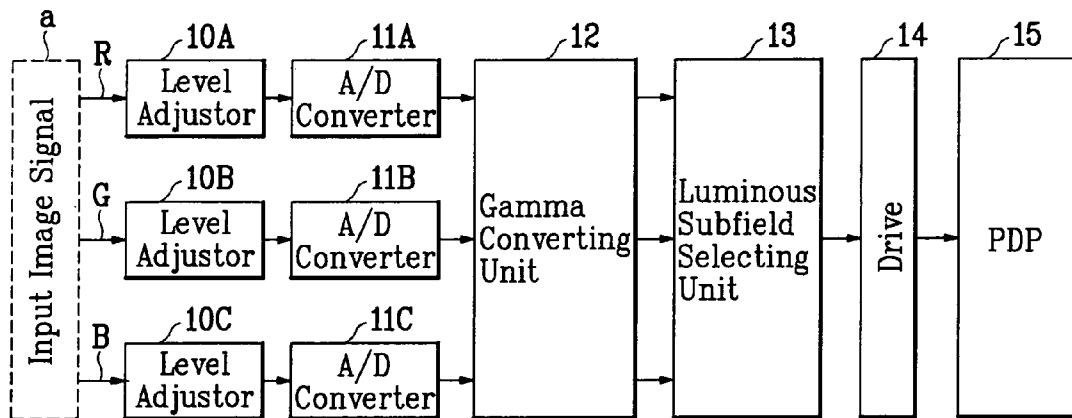 a
10A
11A
12
13
14
15
R
Level
Adjustor
A/D
Converter
Input Image Signal
10B
11B
G
Level
Adjustor
A/D
Converter
Gamma
Converting
Unit
Luminous
Subfield
Selecting
Unit
Drive
PDP
10C
11C
B
Level
Adjustor
A/D
Converter